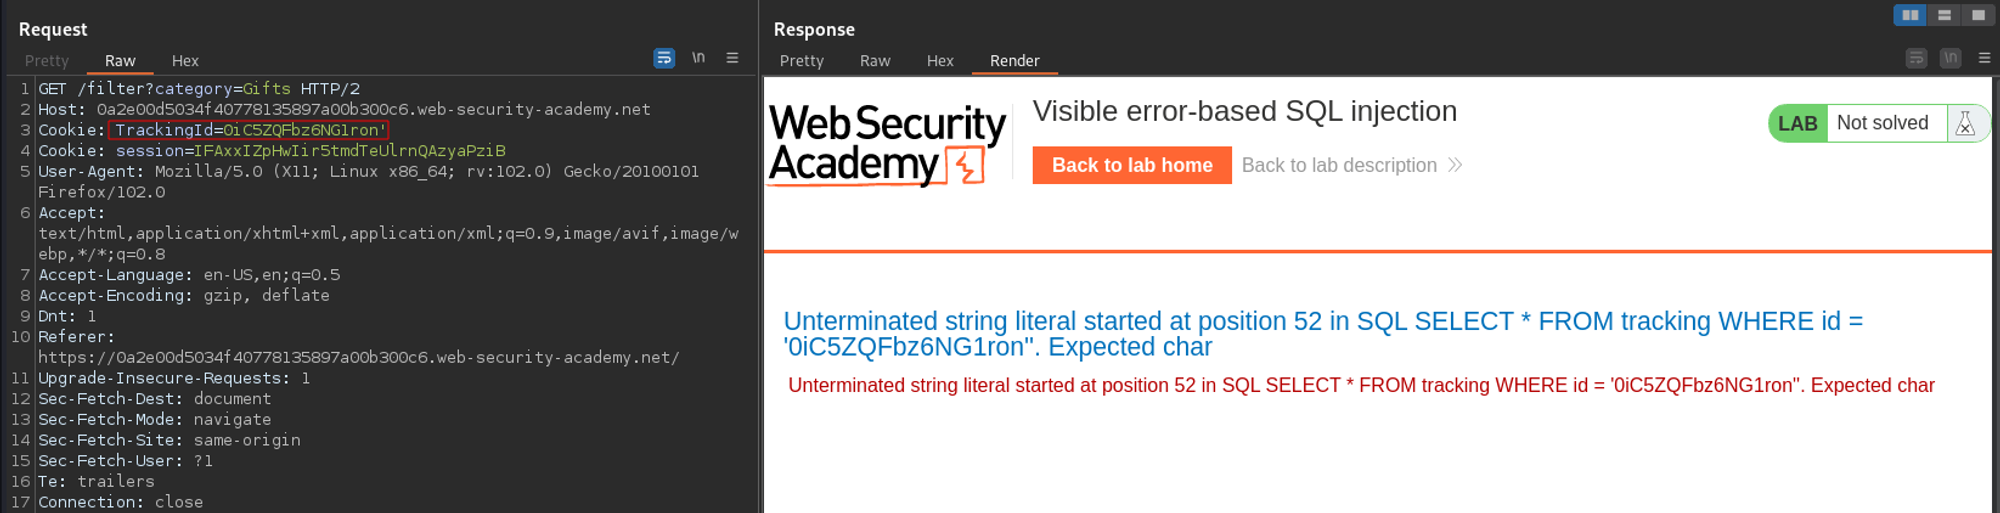 Request
Pretty Raw Hex
\n
1 GET /filter?category=Gifts HTTP/2
2 Host: 0a2e00d5034f40778135897a00b300c6.web-security-academy.net
3 Cookie: TrackingId=0iC5ZQFbz6NG1ron'
4 Cookie: session=IFAxxIZpHwIir5tmdTeUlrnQAzyaPziB
5 User-Agent: Mozilla/5.0 (X11; Linux x86_64; rv:102.0) Gecko/20100101
Firefox/102.0
6 Accept:
text/html,application/xhtml+xml,application/xml;q=0.9,image/avif,image/w
ebp,*/*;q=0.8
7 Accept-Language: en-US,en;q=0.5
8 Accept-Encoding: gzip, deflate
9 Dnt: 1
10 Referer:
https://0a2e00d5034f40778135897a00b300c6.web-security-academy.net/
11 Upgrade-Insecure-Requests: 1
12 Sec-Fetch-Dest: document
13 Sec-Fetch-Mode: navigate
14 Sec-Fetch-Site: same-origin
15 Sec-Fetch-User: ?1
16 Te: trailers
17 Connection: close
Response
Pretty Raw Hex Render
\n
Web Security
Academy
Visible error-based SQL injection
Back to lab home Back to lab description
LAB Not solved
Unterminated string literal started at position 52 in SQL SELECT * FROM tracking WHERE id =
'0iC5ZQFbz6NG1ron''. Expected char
Unterminated string literal started at position 52 in SQL SELECT * FROM tracking WHERE id = '0iC5ZQFbz6NG1ron''. Expected char